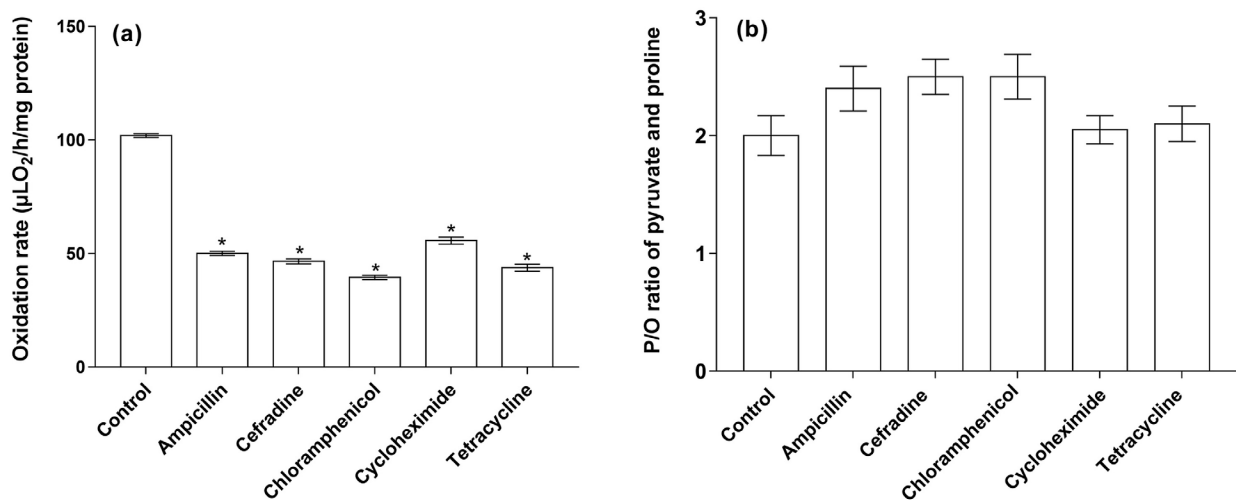 (a)
Oxidation rate (µLO₂/h/mg protein)
150
100
50
0
*
*
*
*
*
Control
Ampicillin
Cefradine
Chloramphenicol
Cycloheximide
Tetracycline
(b)
P/O ratio of pyruvate and proline
3
2
1
0
Control
Ampicillin
Cefradine
Chloramphenicol
Cycloheximide
Tetracycline